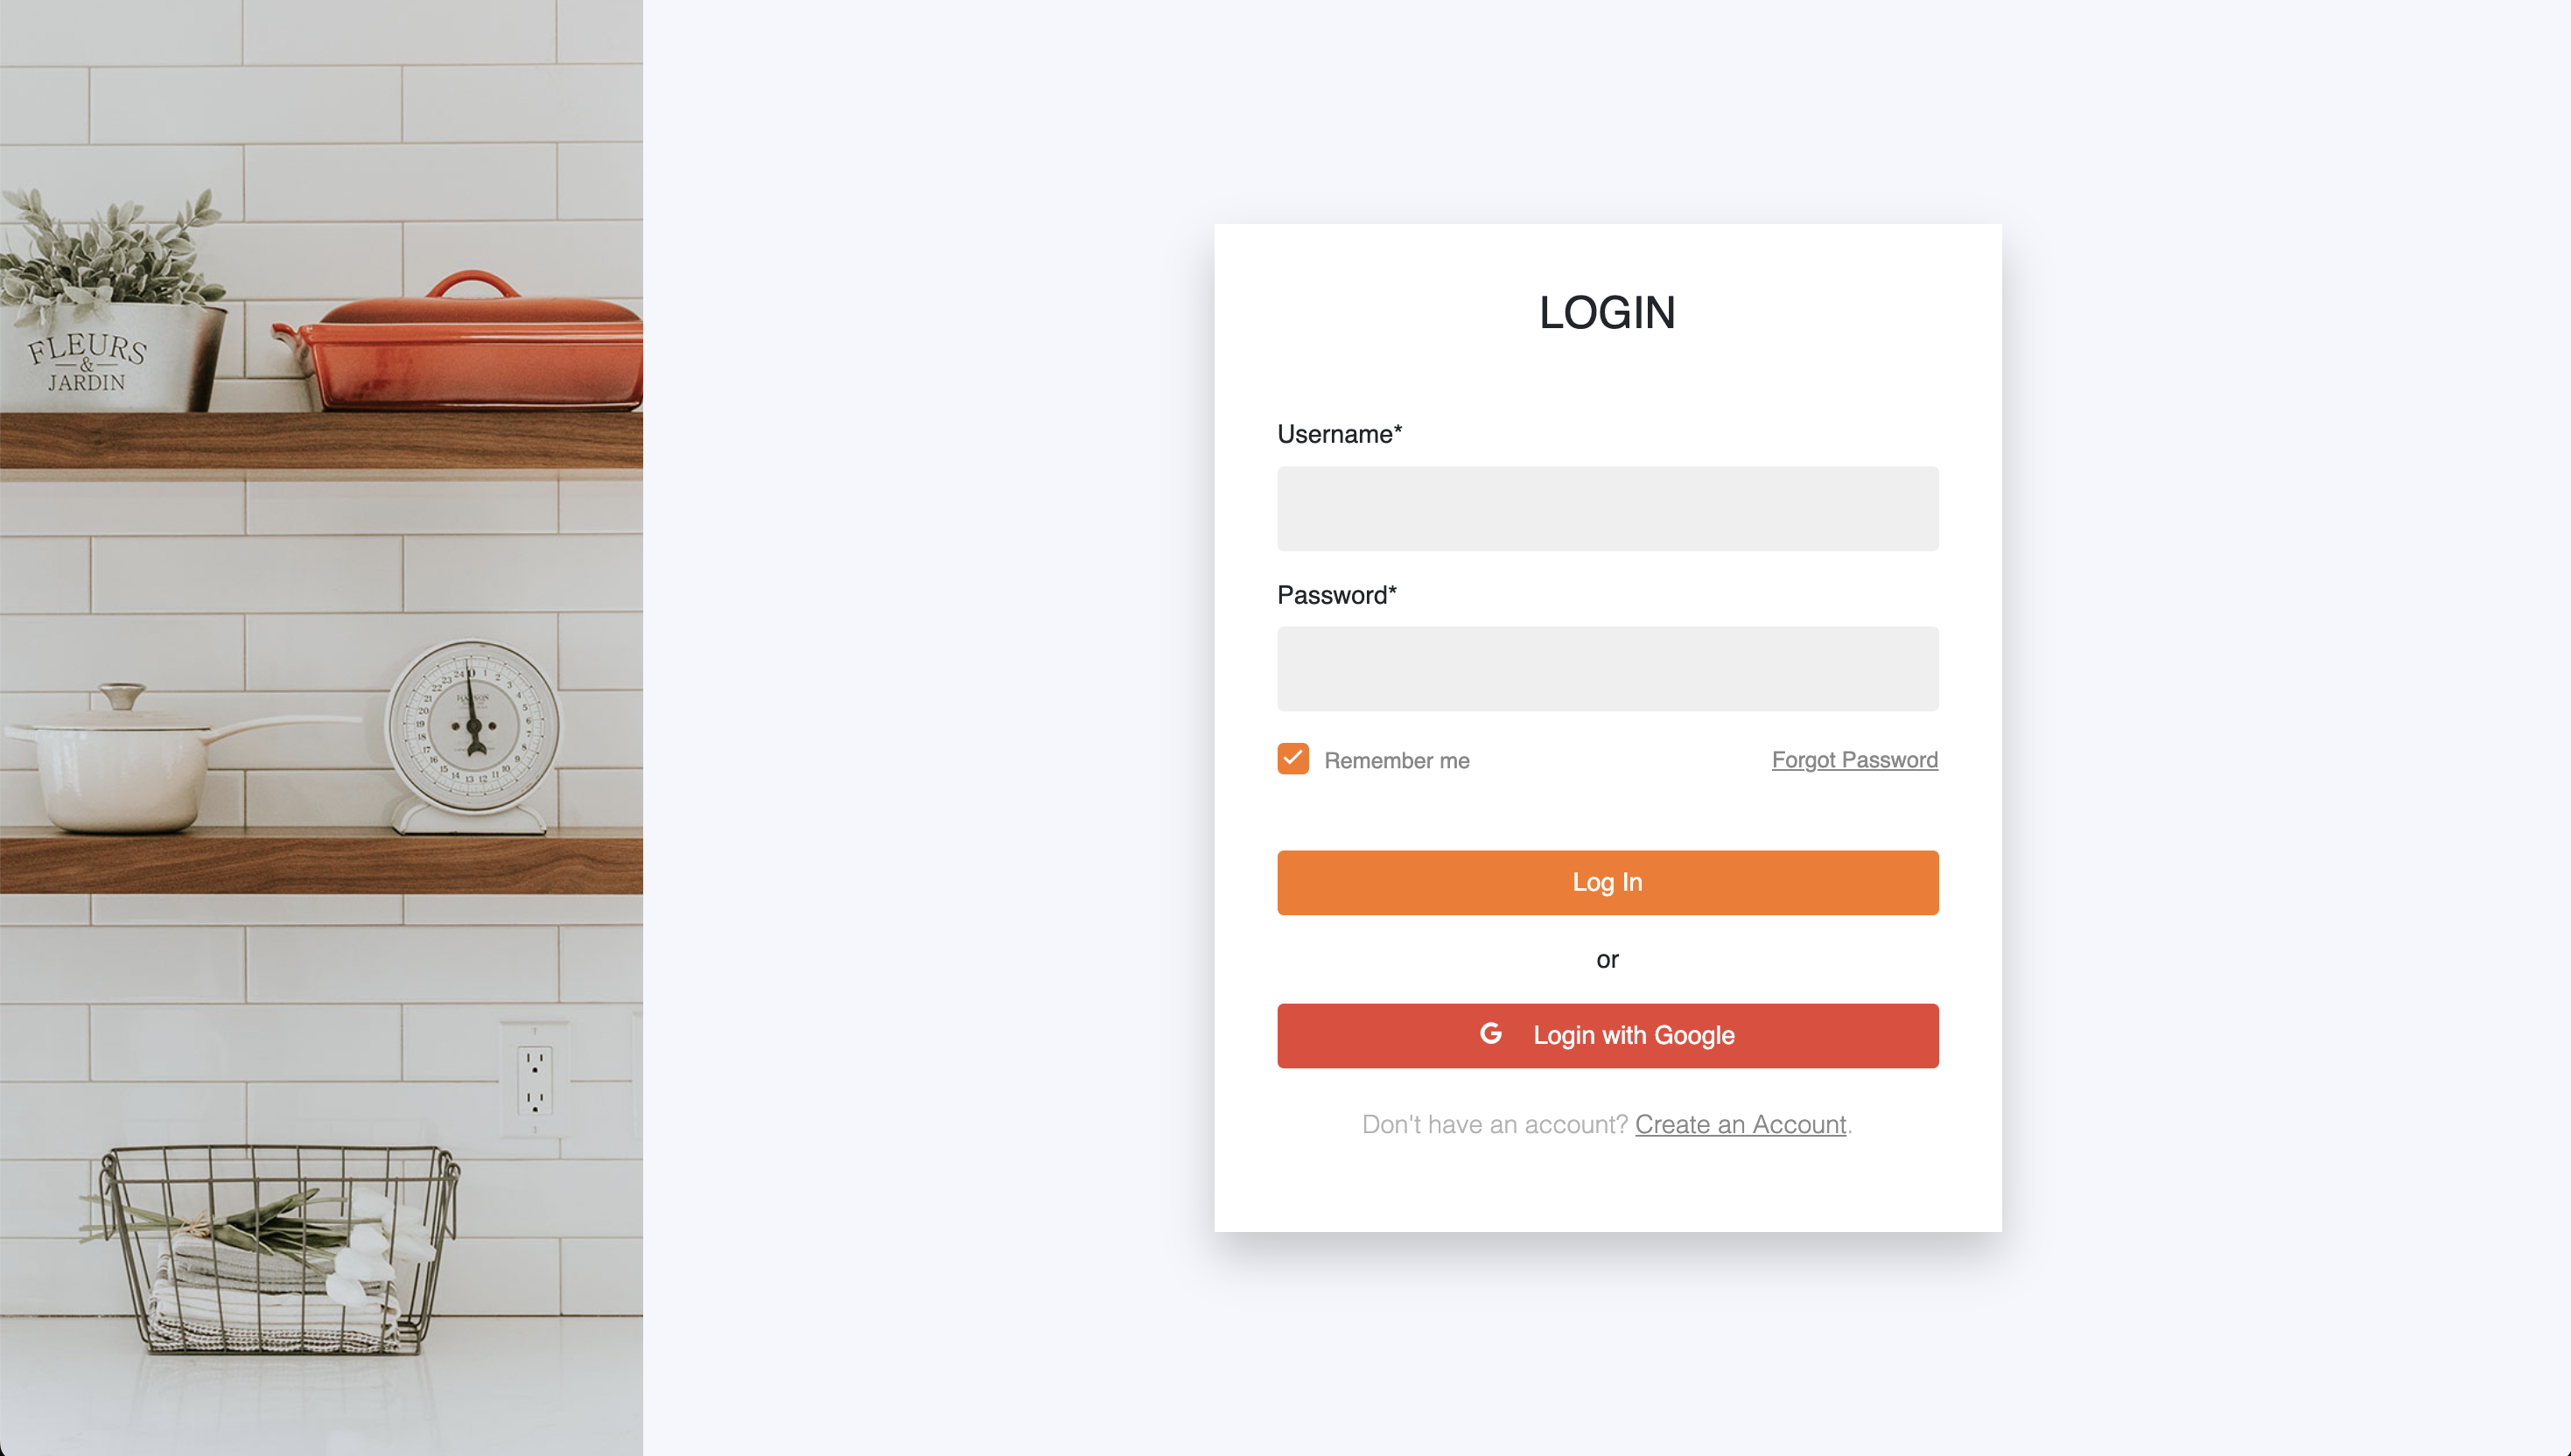 FLEURS
&
JARDIN
LOGIN
Username*
Password*
Remember me
Forgot Password
Log In
or
G Login with Google
Don't have an account? Create an Account.